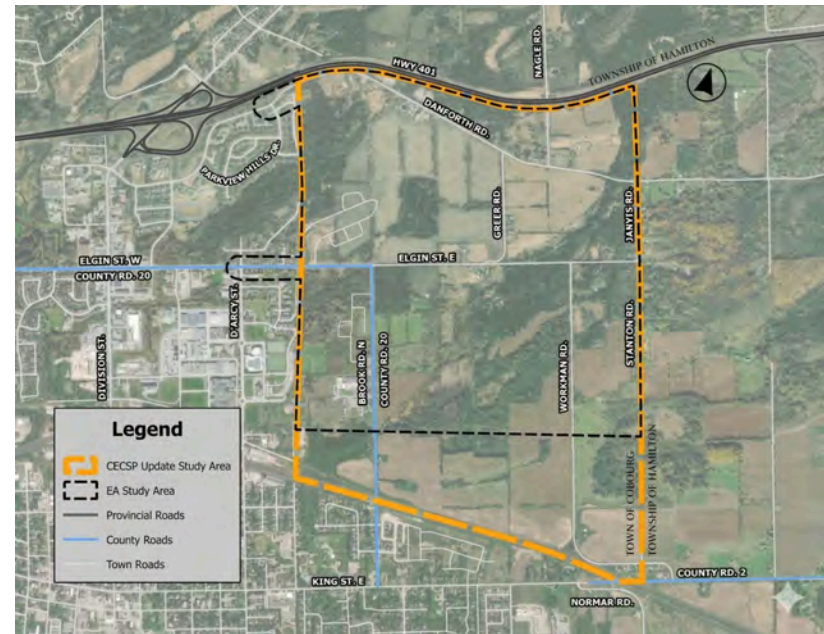 HWY 401
NAGLE RD.
TOWNSHIP OF HAMILTON
DANFORTH RD.
PARKVIEW HILLS DR.
GREER RD.
JANVIS RD.
ELGIN ST. W
COUNTY RD. 20
ELGIN ST. E
D'ARCY ST.
DIVISION ST.
BROOK RD. N
COUNTY RD. 20
WORKMAN RD.
STANTON RD.
Legend
CECSP Update Study Area
EA Study Area
Provincial Roads
County Roads
Town Roads
TOWN OF COBOURG
TOWNSHIP OF HAMILTON
KING ST. E
COUNTY RD. 2
NORMAR RD.